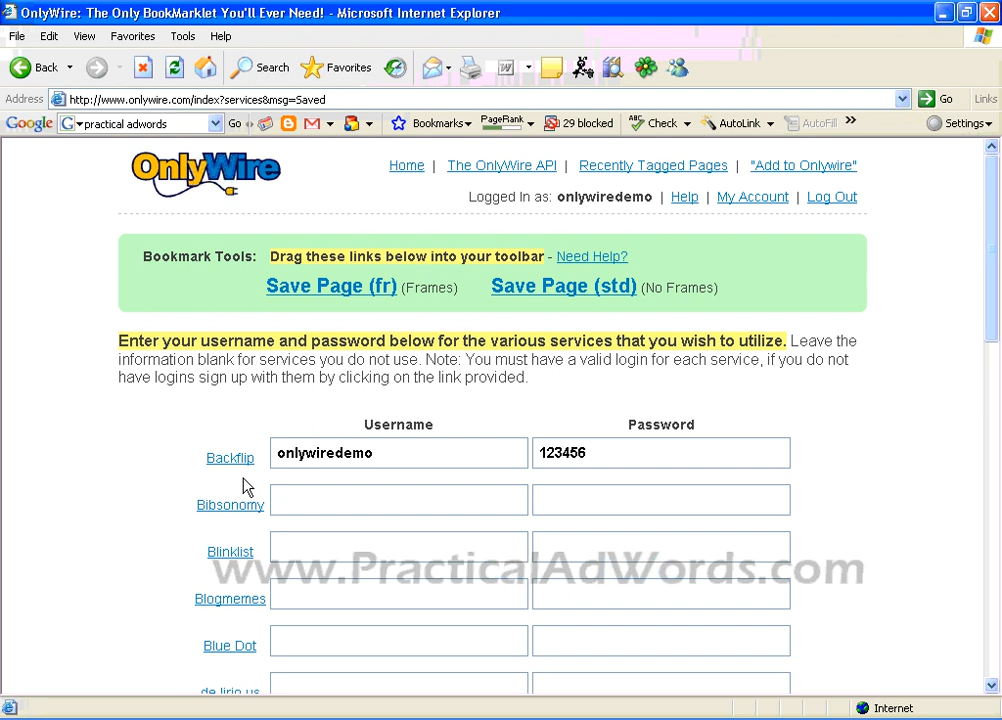 OnlyWire: The Only BookMarklet You'll Ever Need! - Microsoft Internet Explorer
File Edit View Favorites Tools Help
Back Search Favorites
Address http://www.onlywire.com/index?services&msg=Saved Go Links
Google practical adwords Go Bookmarks PageRank 29 blocked ABC Check AutoLink AutoFill Settings
OnlyWire
Home | The OnlyWire API | Recently Tagged Pages | "Add to Onlywire"
Logged In as: onlywiredemo | Help | My Account | Log Out
Bookmark Tools: Drag these links below into your toolbar - Need Help?
Save Page (fr) (Frames) Save Page (std) (No Frames)
Enter your username and password below for the various services that you wish to utilize. Leave the
information blank for services you do not use. Note: You must have a valid login for each service, if you do not
have logins sign up with them by clicking on the link provided.
Username Password
Backflip onlywiredemo 123456
Bibsonomy
Blinklist
www.PracticalAdWords.com
Blogmemes
Blue Dot
de.lirio.us
Internet